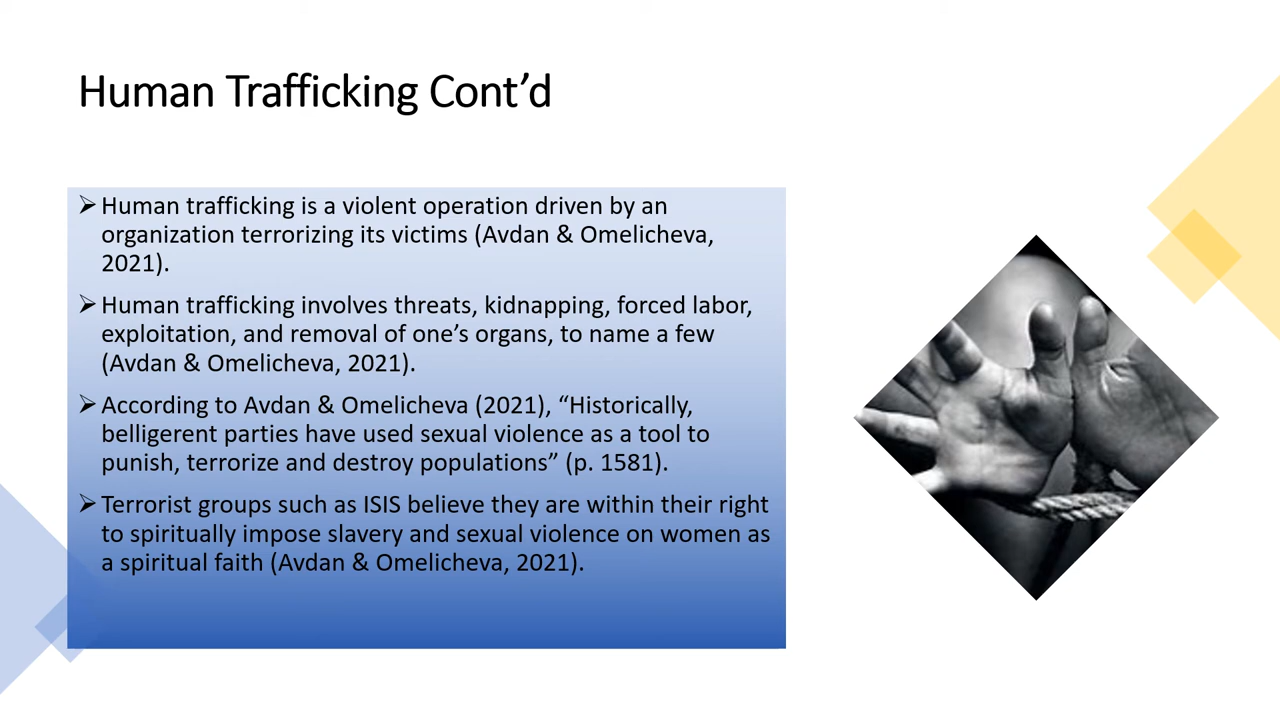 Human Trafficking Cont’d
➢Human trafficking is a violent operation driven by an
organization terrorizing its victims (Avdan & Omelicheva,
2021).
➢Human trafficking involves threats, kidnapping, forced labor,
exploitation, and removal of one’s organs, to name a few
(Avdan & Omelicheva, 2021).
➢According to Avdan & Omelicheva (2021), “Historically,
belligerent parties have used sexual violence as a tool to
punish, terrorize and destroy populations” (p. 1581).
➢Terrorist groups such as ISIS believe they are within their right
to spiritually impose slavery and sexual violence on women as
a spiritual faith (Avdan & Omelicheva, 2021).